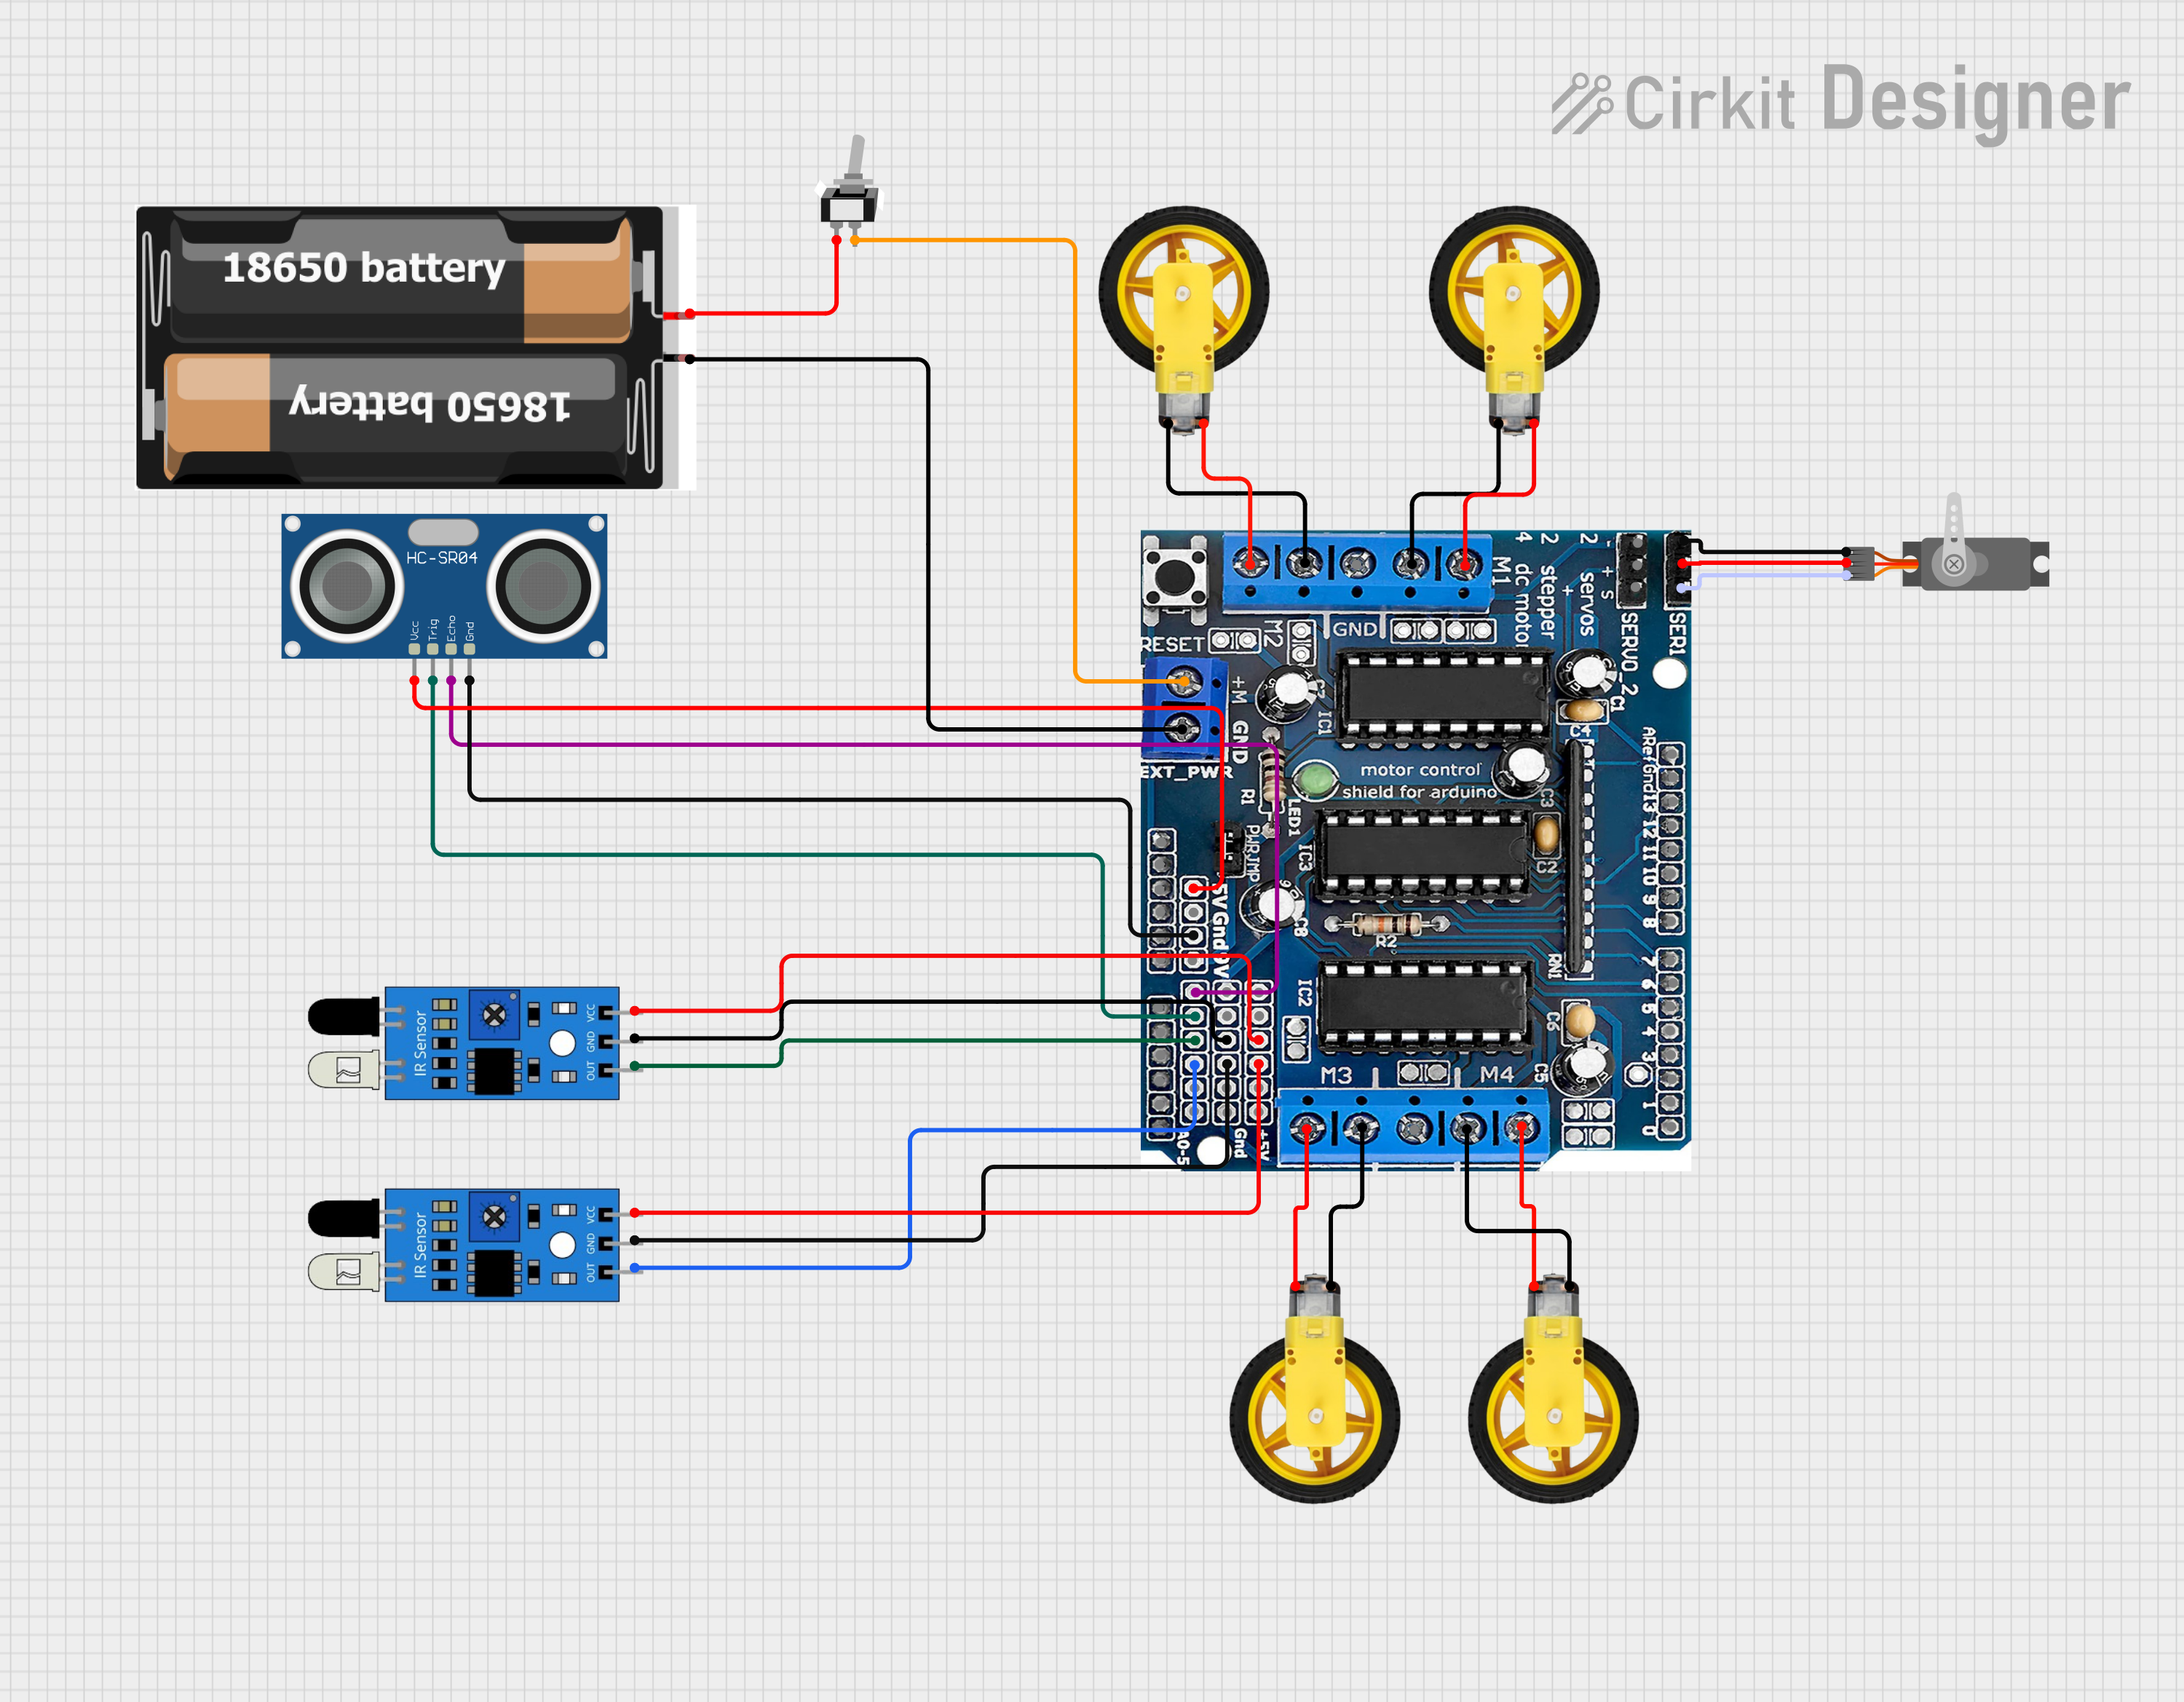 Cirkit Designer
18650 battery
18650 battery
HC-SR04
Vcc
Trig
Echo
Gnd
IR Sensor
VCC
GND
OUT
IR Sensor
VCC
GND
OUT
4 dc motor
2 stepper
2 servos
M1
GND
M2
RESET
- + S
SERVO_2
SER1
+M
GND
EXT_PWR
IC1
C7
C1
C4
C3
motor control
shield for arduino
R1
LED1
PWRJMP
IC3
C2
C8
R2
RN1
IC2
C6
C5
5V Gnd
M3
M4
A0-5
Gnd
+5V
ARef
Gnd
13
12
11
10
9
8
7
6
5
4
3
1
0